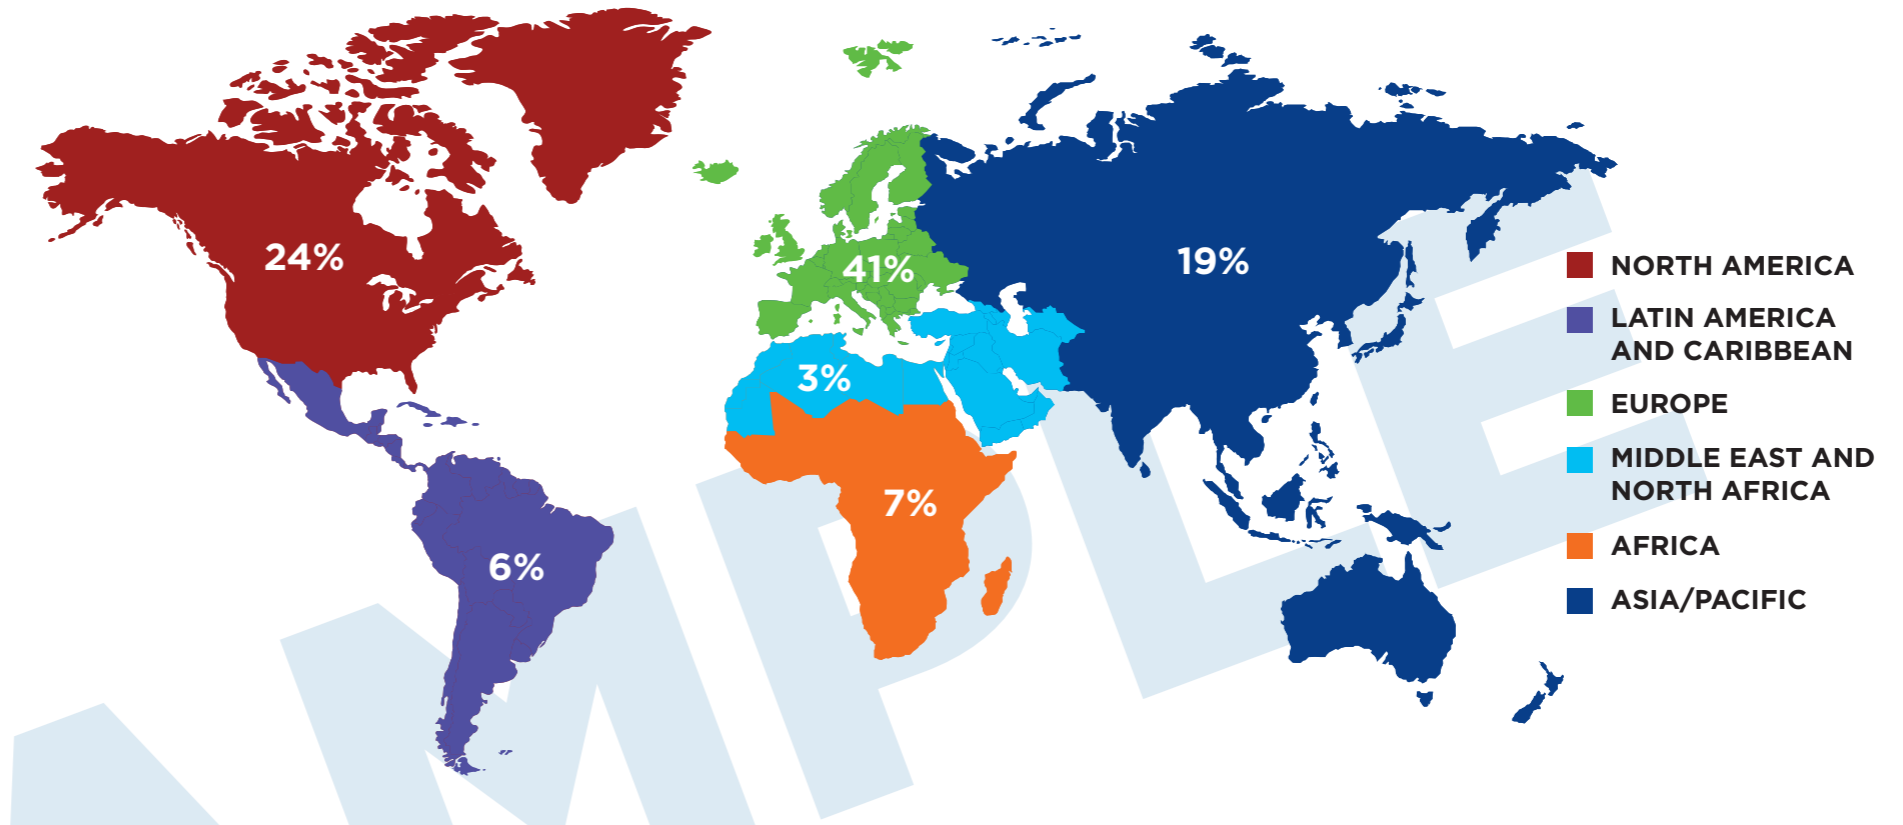 24%
41%
19%
3%
7%
6%
NORTH AMERICA
LATIN AMERICA
AND CARIBBEAN
EUROPE
MIDDLE EAST AND
NORTH AFRICA
AFRICA
ASIA/PACIFIC
AMPLE